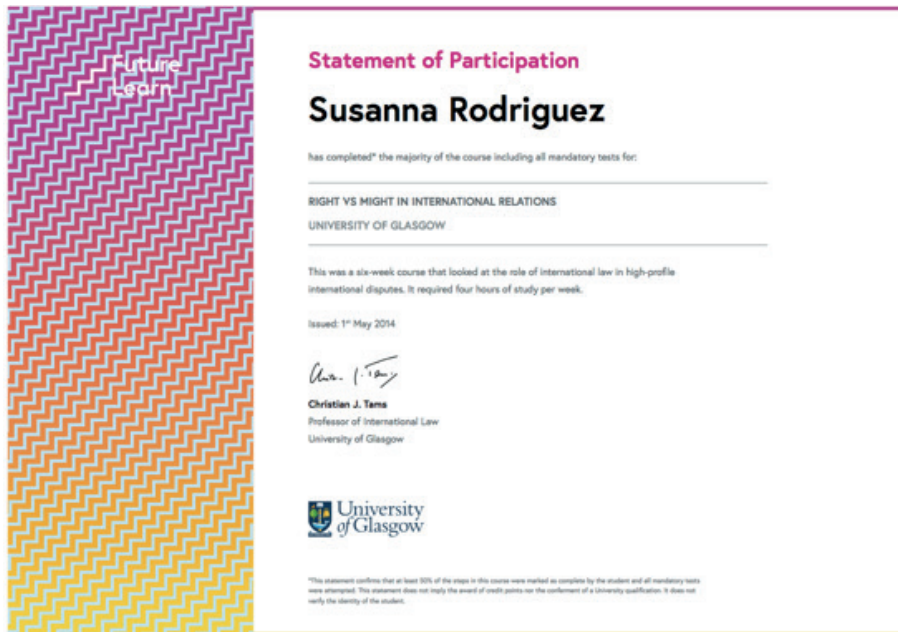 Future
Learn
Statement of Participation
Susanna Rodriguez
has completed* the majority of the course including all mandatory tests for:
RIGHT VS MIGHT IN INTERNATIONAL RELATIONS
UNIVERSITY OF GLASGOW
This was a six-week course that looked at the role of international law in high-profile
international disputes. It required four hours of study per week.
Issued: 1st May 2014
Christian J. Tams
Professor of International Law
University of Glasgow
University
of Glasgow
*This statement confirms that at least 50% of the steps in this course were marked as complete by the student and all mandatory tests
were attempted. This statement does not imply the award of credit points nor the conferment of a University qualification. It does not
verify the identity of the student.